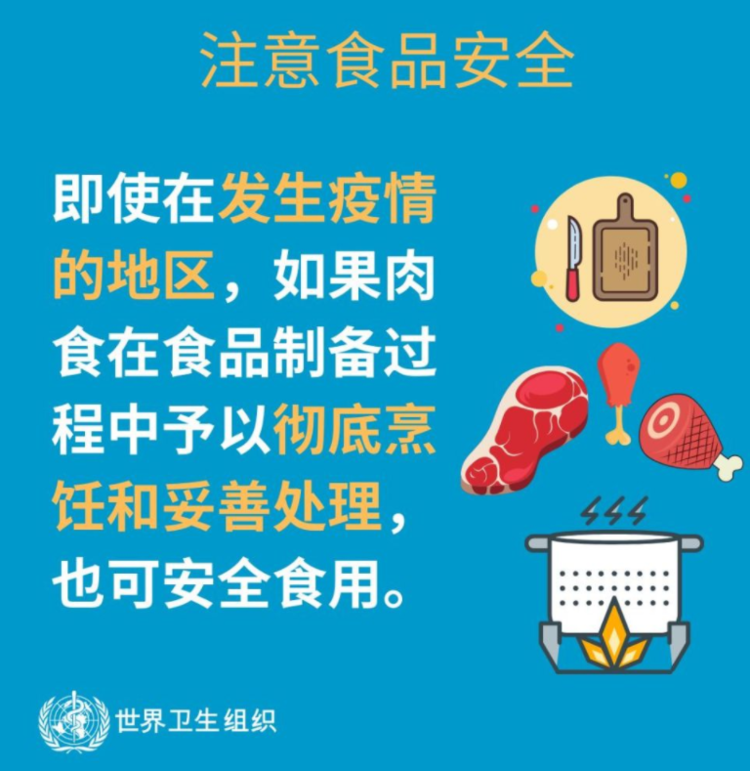 注意食品安全
即使在发生疫情
的地区，如果肉
食在食品制备过
程中予以彻底烹
饪和妥善处理，
也可安全食用。
世界卫生组织